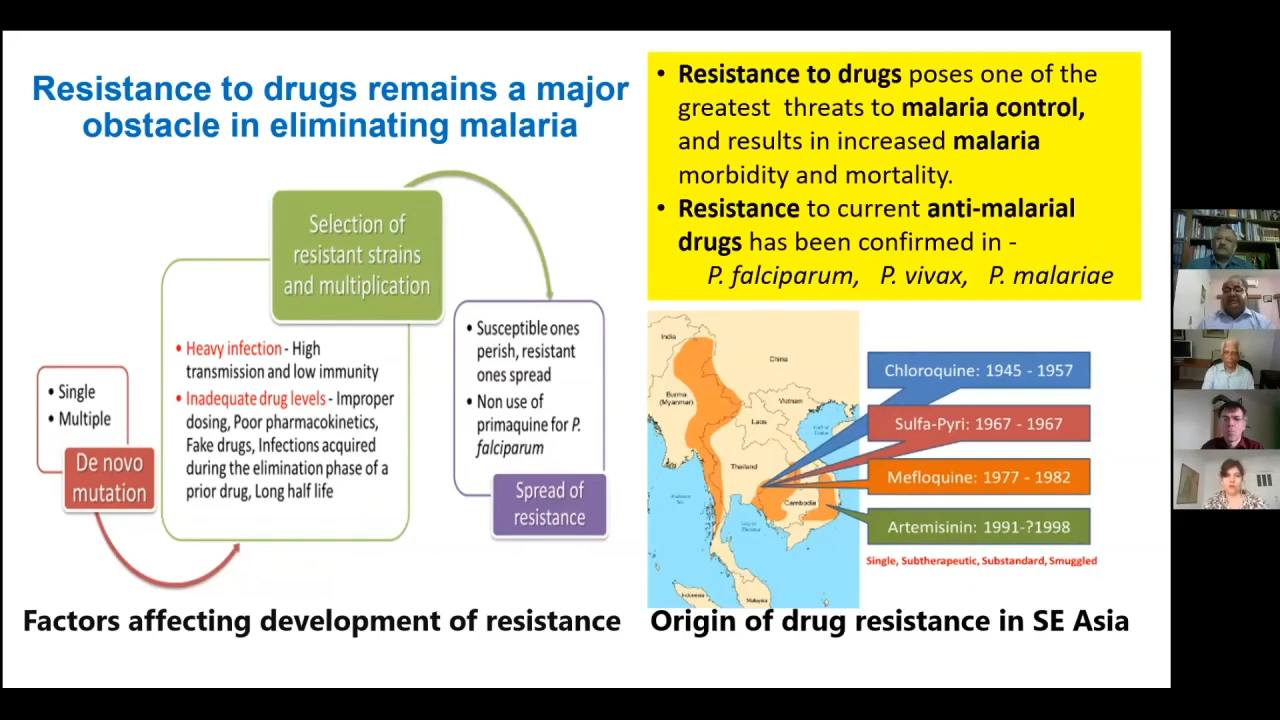 Resistance to drugs remains a major
obstacle in eliminating malaria
Selection of
resistant strains
and multiplication
• Heavy infection - High
transmission and low immunity
• Inadequate drug levels - Improper
dosing, Poor pharmacokinetics,
Fake drugs, Infections acquired
during the elimination phase of a
prior drug, Long half life
• Single
• Multiple
De novo
mutation
• Susceptible ones
perish, resistant
ones spread
• Non use of
primaquine for P.
falciparum
Spread of
resistance
Factors affecting development of resistance
• Resistance to drugs poses one of the
greatest threats to malaria control,
and results in increased malaria
morbidity and mortality.
• Resistance to current anti-malarial
drugs has been confirmed in -
P. falciparum, P. vivax, P. malariae
India
China
Burma
(Myanmar)
Vietnam
Laos
Thailand
Cambodia
Indonesia
Malaysia
Chloroquine: 1945 - 1957
Sulfa-Pyri: 1967 - 1967
Mefloquine: 1977 - 1982
Artemisinin: 1991-?1998
Single, Subtherapeutic, Substandard, Smuggled
Origin of drug resistance in SE Asia